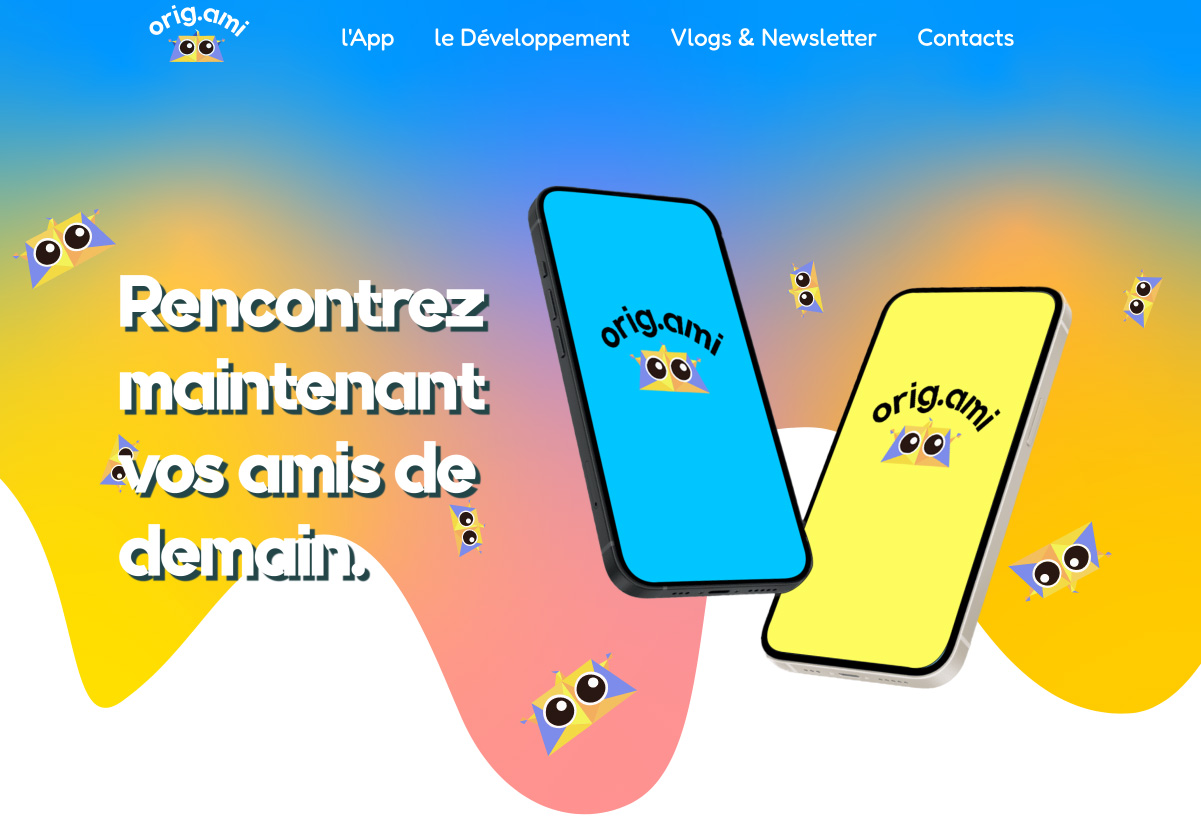 orig.ami
l'App
le Développement
Vlogs & Newsletter
Contacts
Rencontrez
maintenant
vos amis de
demain.
orig.ami
orig.ami